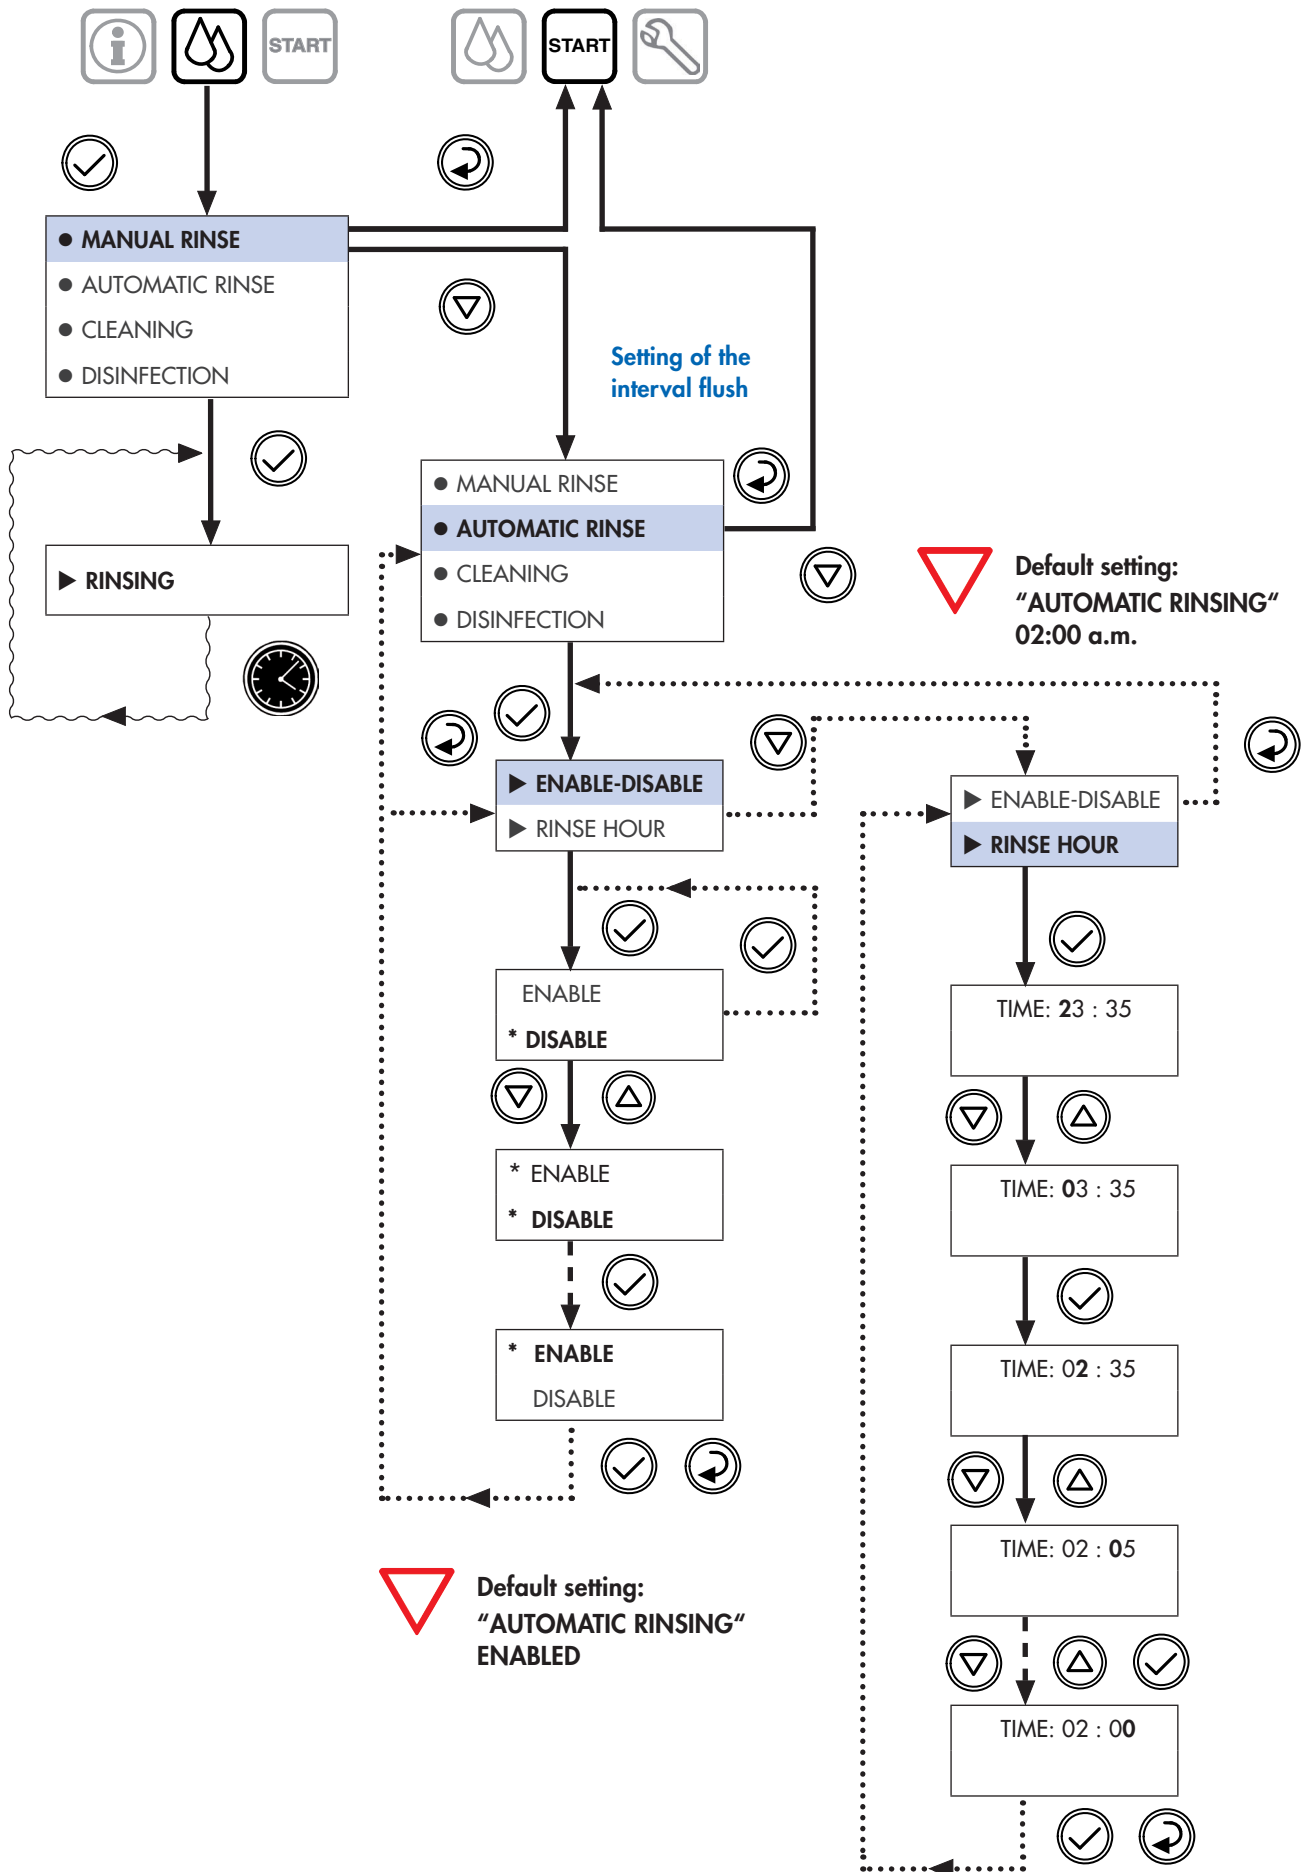 START
START
● MANUAL RINSE
● AUTOMATIC RINSE
● CLEANING
● DISINFECTION
Setting of the
interval flush
● MANUAL RINSE
● AUTOMATIC RINSE
● CLEANING
● DISINFECTION
▶ RINSING
Default setting:
“AUTOMATIC RINSING“
02:00 a.m.
▶ ENABLE-DISABLE
▶ RINSE HOUR
▶ ENABLE-DISABLE
▶ RINSE HOUR
ENABLE
* DISABLE
* ENABLE
* DISABLE
* ENABLE
DISABLE
Default setting:
“AUTOMATIC RINSING“
ENABLED
TIME: 23 : 35
TIME: 03 : 35
TIME: 02 : 35
TIME: 02 : 05
TIME: 02 : 00